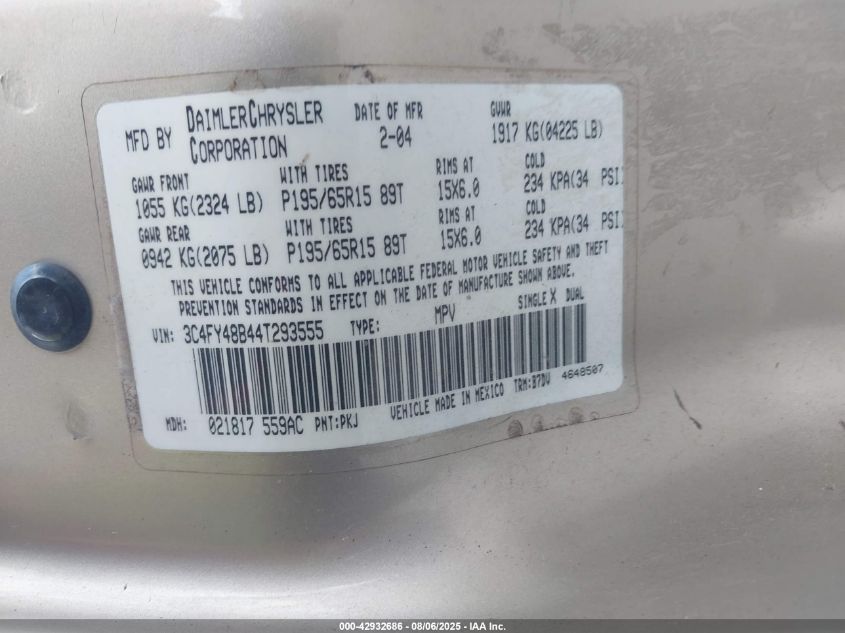 MFD BY DAIMLERCHRYSLER CORPORATION DATE OF MFR 2-04 GVWR 1917 KG(04225 LB)
GAWR FRONT WITH TIRES RIMS AT COLD
1055 KG(2324 LB) P195/65R15 89T 15X6.0 234 KPA(34 PSI)
GAWR REAR WITH TIRES RIMS AT COLD
0942 KG(2075 LB) P195/65R15 89T 15X6.0 234 KPA(34 PSI)
THIS VEHICLE CONFORMS TO ALL APPLICABLE FEDERAL MOTOR VEHICLE SAFETY AND THEFT
PREVENTION STANDARDS IN EFFECT ON THE DATE OF MANUFACTURE SHOWN ABOVE.
VIN: 3C4FY48B44T293555 TYPE: MPV SINGLE X DUAL
MDH: 021817 559AC PNT:PKJ VEHICLE MADE IN MEXICO TRM:B7DV 4648507
000-42932686 - 08/06/2025 - IAA Inc.